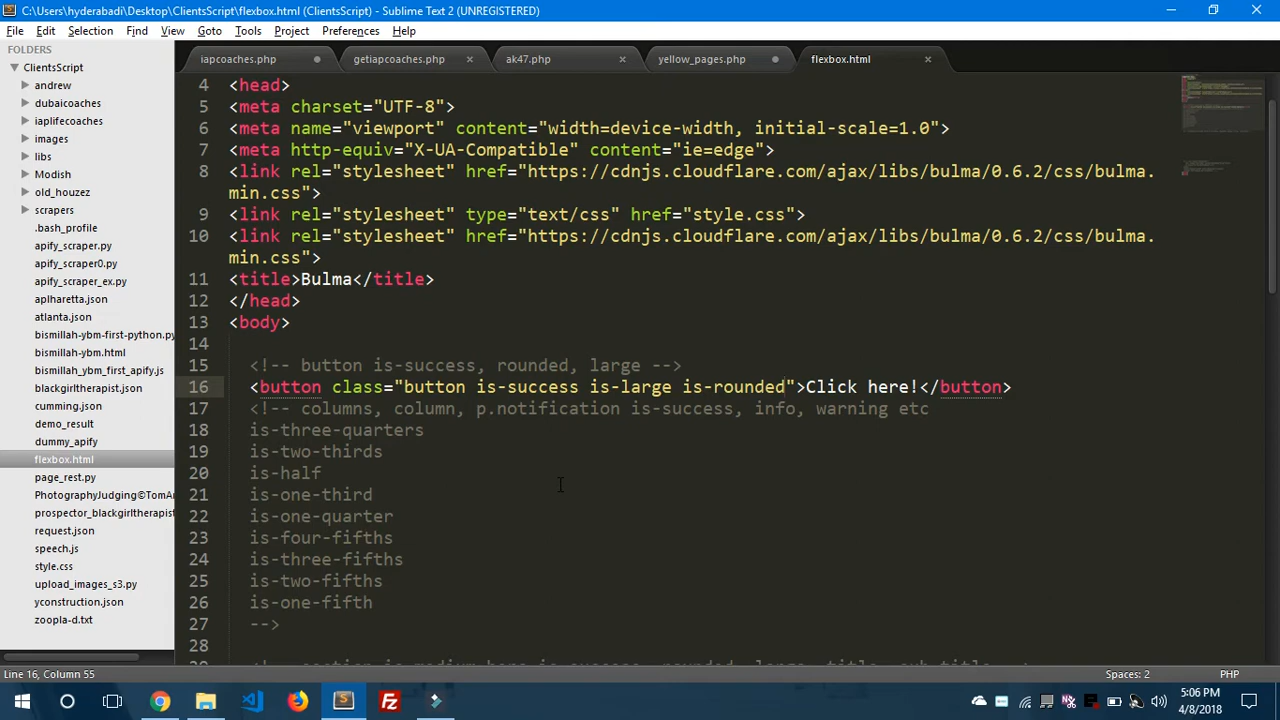 C:\Users\hyderabadi\Desktop\ClientsScript\flexbox.html (ClientsScript) - Sublime Text 2 (UNREGISTERED)
File Edit Selection Find View Goto Tools Project Preferences Help
FOLDERS
ClientsScript
andrew
dubaicoaches
iaplifecoaches
images
libs
Modish
old_houzez
scrapers
.bash_profile
apify_scraper.py
apify_scraper0.py
apify_scraper_ex.py
aplharetta.json
atlanta.json
bismillah-ybm-first-python.py
bismillah-ybm.html
bismillah_ybm_first_apify.js
blackgirltherapist.json
cumming.json
demo_result
dummy_apify
flexbox.html
page_rest.py
PhotographyJudging©TomAr
prospector_blackgirltherapist
request.json
speech.js
style.css
upload_images_s3.py
yconstruction.json
zoopla-d.txt
iapcoaches.php getiapcoaches.php ak47.php yellow_pages.php flexbox.html
4 <head>
5 <meta charset="UTF-8">
6 <meta name="viewport" content="width=device-width, initial-scale=1.0">
7 <meta http-equiv="X-UA-Compatible" content="ie=edge">
8 <link rel="stylesheet" href="https://cdnjs.cloudflare.com/ajax/libs/bulma/0.6.2/css/bulma.
min.css">
9 <link rel="stylesheet" type="text/css" href="style.css">
10 <link rel="stylesheet" href="https://cdnjs.cloudflare.com/ajax/libs/bulma/0.6.2/css/bulma.
min.css">
11 <title>Bulma</title>
12 </head>
13 <body>
14
15 <!-- button is-success, rounded, large -->
16 <button class="button is-success is-large is-rounded">Click here!</button>
17 <!-- columns, column, p.notification is-success, info, warning etc
18 is-three-quarters
19 is-two-thirds
20 is-half
21 is-one-third
22 is-one-quarter
23 is-four-fifths
24 is-three-fifths
25 is-two-fifths
26 is-one-fifth
27 -->
28
Line 16, Column 55 Spaces: 2 PHP
5:06 PM
4/8/2018